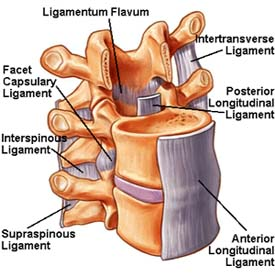 Ligamentum Flavum
Intertransverse
Ligament
Facet
Capsulary
Ligament
Posterior
Longitudinal
Ligament
Interspinous
Ligament
Supraspinous
Ligament
Anterior
Longitudinal
Ligament